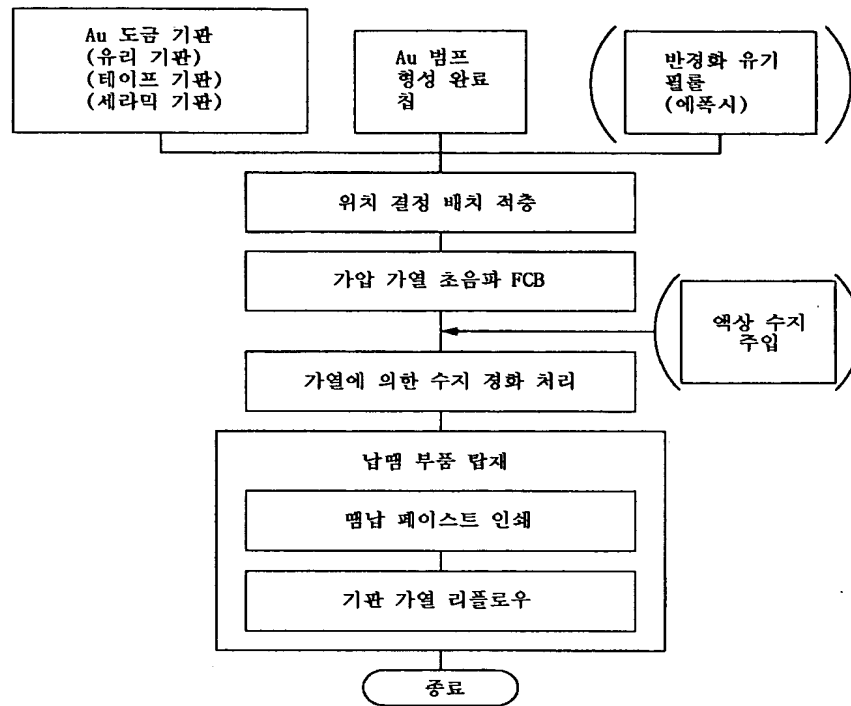 Au 도금 기판
(유리 기판)
(테이프 기판)
(세라믹 기판)
Au 범프
형성 완료
칩
반경화 유기
필름
(에폭시)
위치 결정 배치 적층
가압 가열 초음파 FCB
액상 수지
주입
가열에 의한 수지 경화 처리
납땜 부품 탑재
땜납 페이스트 인쇄
기판 가열 리플로우
종료